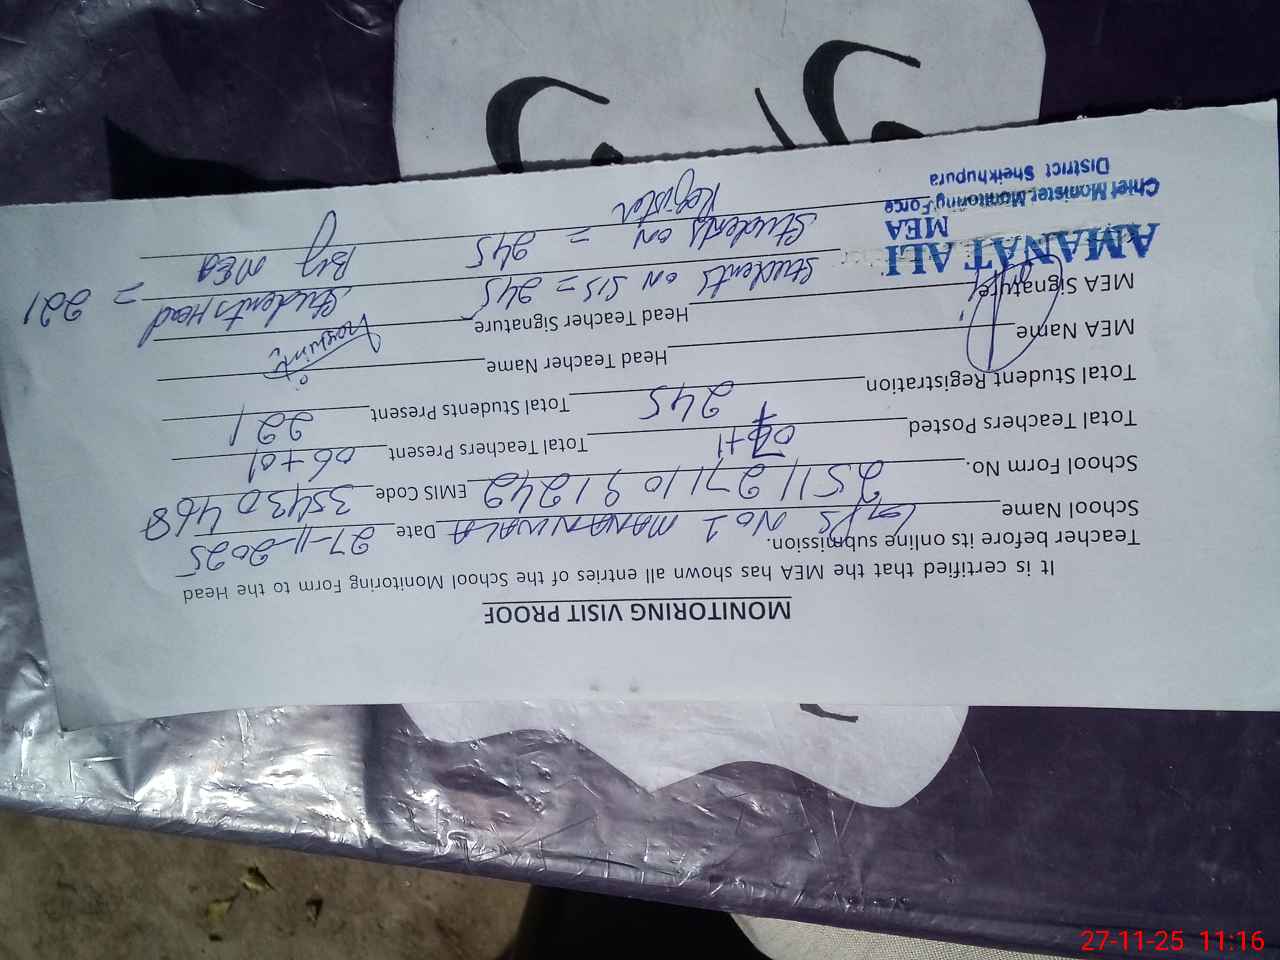 MONITORING VISIT PROOF
It is certified that the MEA has shown all entries of the School Monitoring Form to the Head
Teacher before its online submission.
School Name GPS No 1 MANANWALA Date 27-11-2025
School Form No. 2511271109 1242 EMIS Code 35430468
Total Teachers Posted 07+1 Total Teachers Present 06+01
Total Student Registration 245 Total Students Present 221
MEA Name Head Teacher Name
MEA Signature Head Teacher Signature
AMANAT ALI
MEA
Chief Minister Monitoring Force
District Sheikhupura
Students on SIS = 245 Students Head = 221
Students on = 245 By MEA
Register
27-11-25 11:16